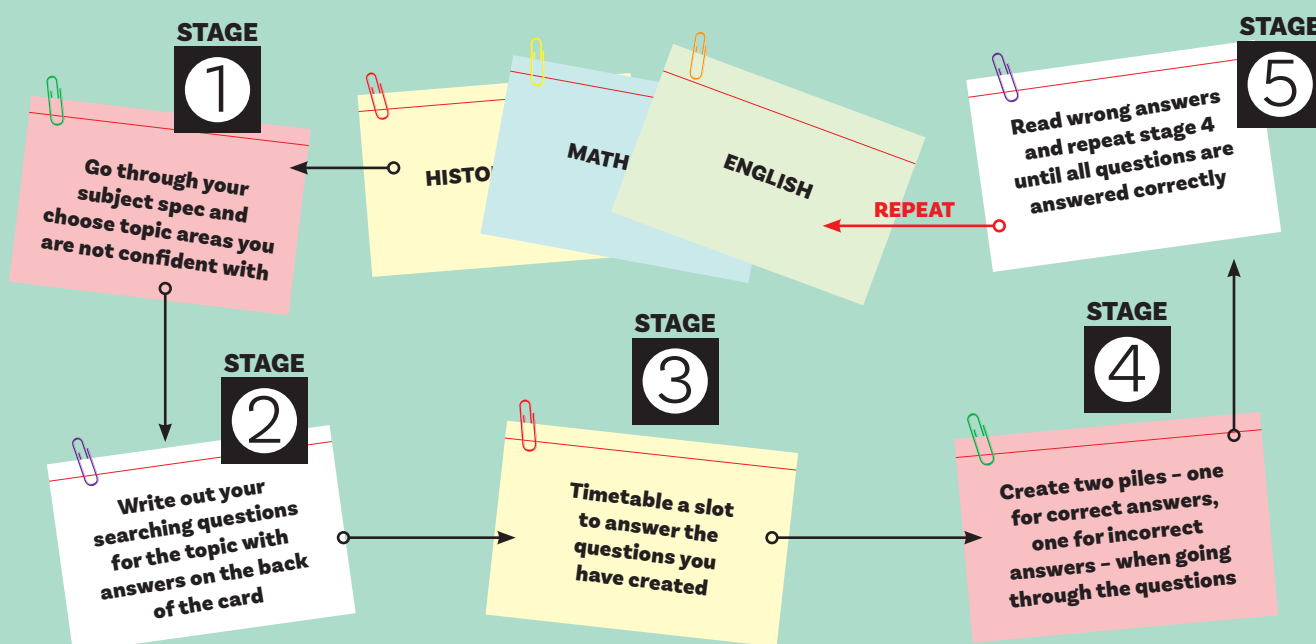 STAGE
1
Go through your
subject spec and
choose topic areas you
are not confident with
HISTO
MATH
ENGLISH
REPEAT
STAGE
5
Read wrong answers
and repeat stage 4
until all questions are
answered correctly
STAGE
2
Write out your
searching questions
for the topic with
answers on the back
of the card
STAGE
3
Timetable a slot
to answer the
questions you
have created
STAGE
4
Create two piles – one
for correct answers,
one for incorrect
answers – when going
through the questions